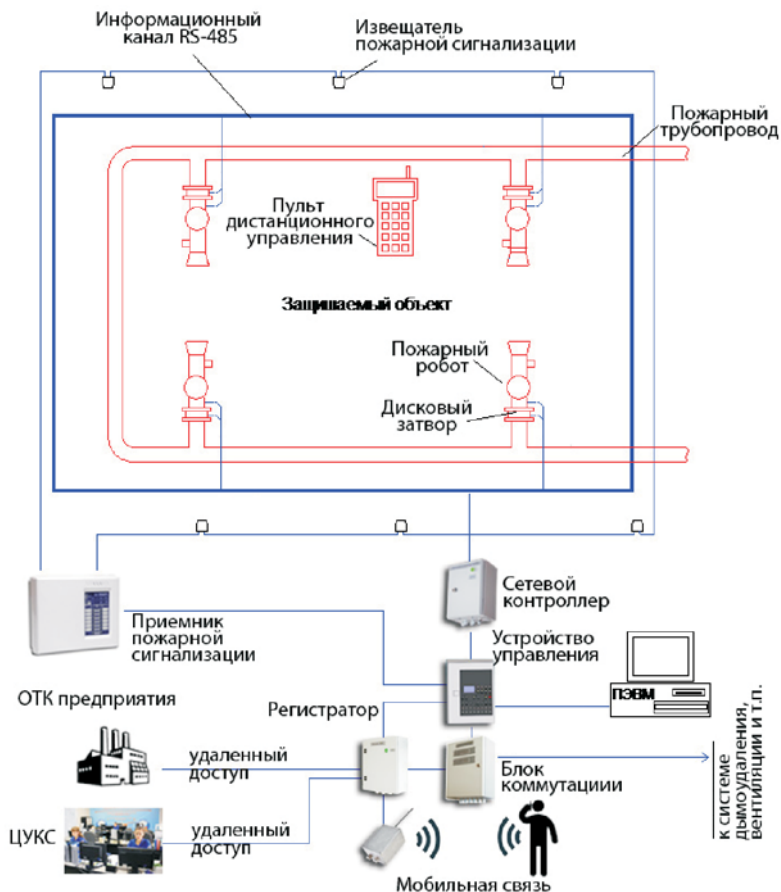 Информационный
канал RS-485
Извещатель
пожарной сигнализации
Пожарный
трубопровод
Пульт
дистанционного
управления
Защищаемый объект
Пожарный
робот
Дисковый
затвор
Сетевой
контроллер
Приемник
пожарной
сигнализации
Устройство
управления
ПЭВМ
ОТК предприятия
Регистратор
удаленный
доступ
Блок
коммутациии
к системе
дымоудаления,
вентиляции и т.п.
ЦУКС
удаленный
доступ
Мобильная связь